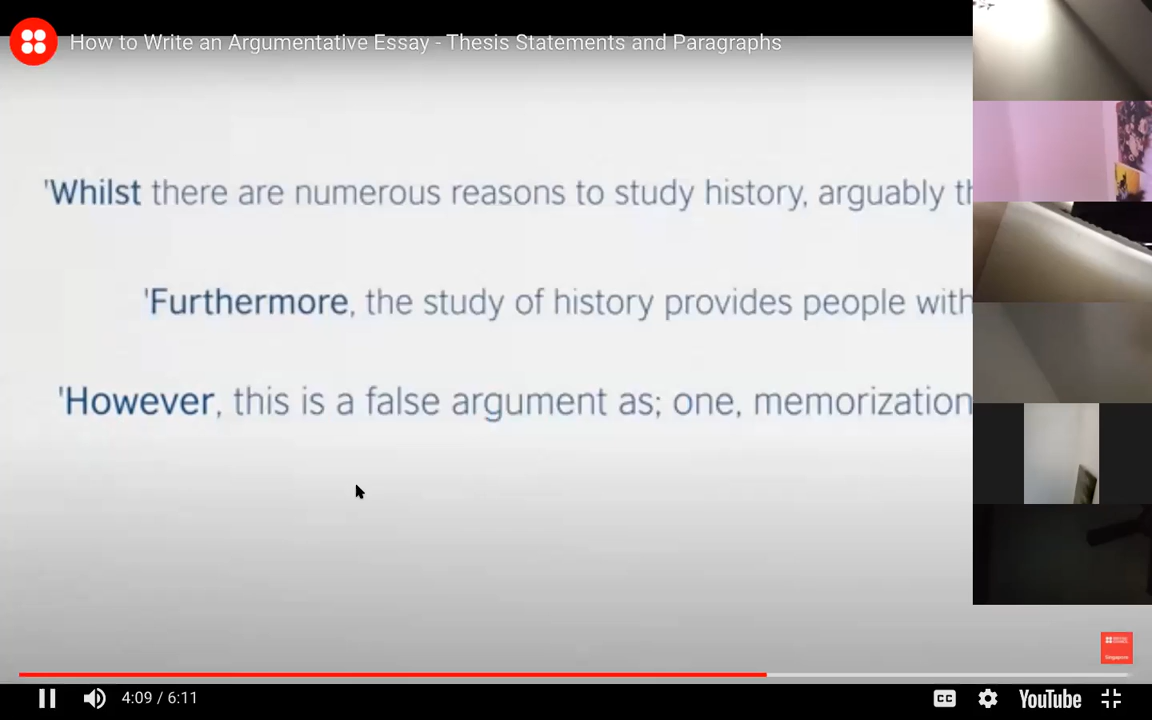 How to Write an Argumentative Essay - Thesis Statements and Paragraphs
'Whilst there are numerous reasons to study history, arguably th
'Furthermore, the study of history provides people with
'However, this is a false argument as; one, memorization
4:09 / 6:11
CC
YouTube